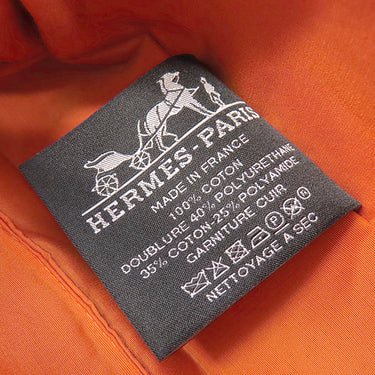 HERMES-PARIS
MADE IN FRANCE
100% COTON
DOUBLURE 40% POLYURETHANE
35% COTON-25% POLYAMIDE
GARNITURE CUIR
NETTOYAGE A SEC